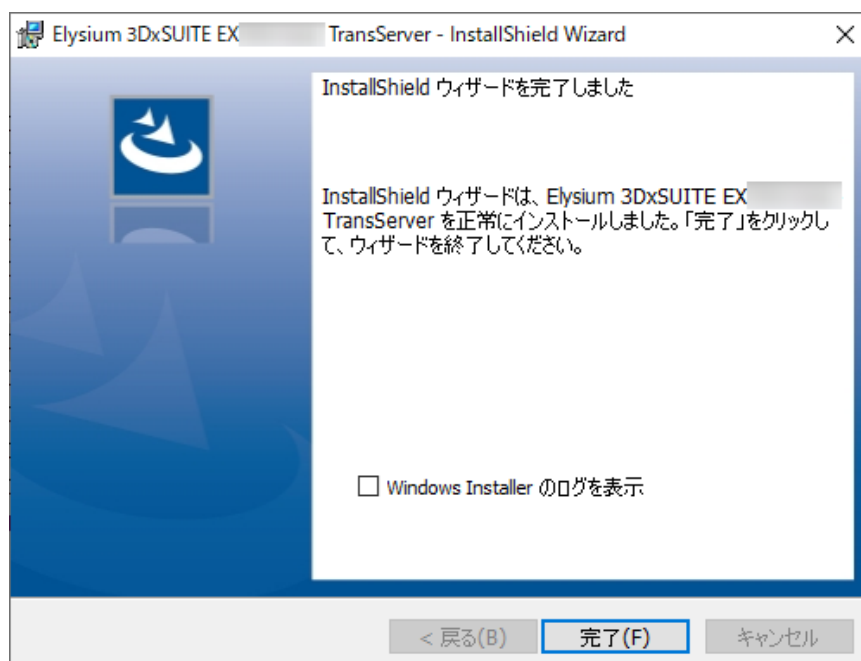 Elysium 3DxSUITE EX TransServer - InstallShield Wizard
InstallShield ウィザードを完了しました
InstallShield ウィザードは、Elysium 3DxSUITE EX
TransServer を正常にインストールしました。「完了」をクリックし
て、ウィザードを終了してください。
Windows Installer のログを表示
< 戻る(B)
完了(F)
キャンセル